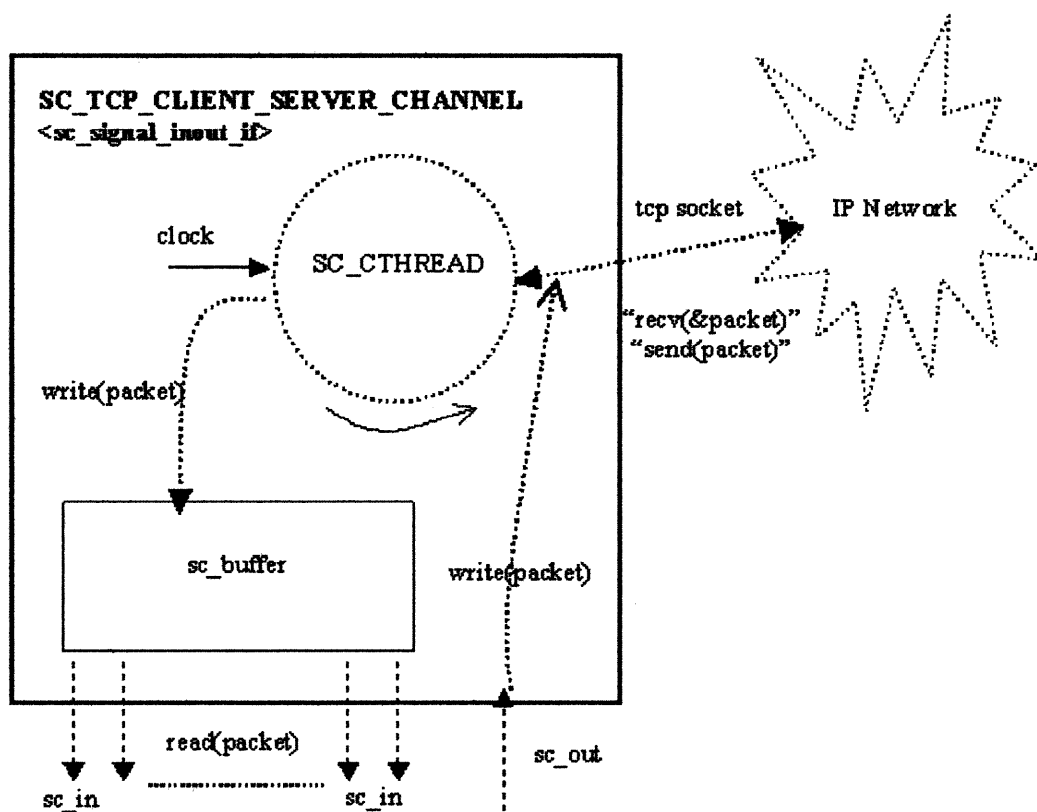 SC_TCP_CLIENT_SERVER_CHANNEL
<sc_signal_inout_if>
tcp socket
IP Network
clock
SC_CTHREAD
“recv(&packet)”
“send(packet)”
write(packet)
sc_buffer
write(packet)
read(packet)
sc_out
sc_in
sc_in